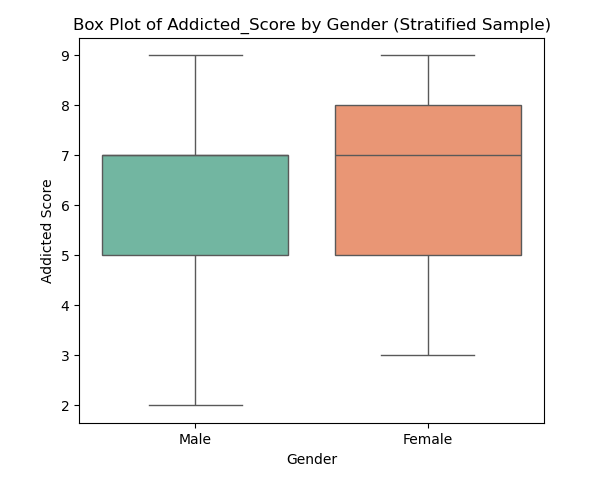 Box Plot of Addicted_Score by Gender (Stratified Sample)
9
8
7
6
5
4
3
2
Addicted Score
Male Female
Gender